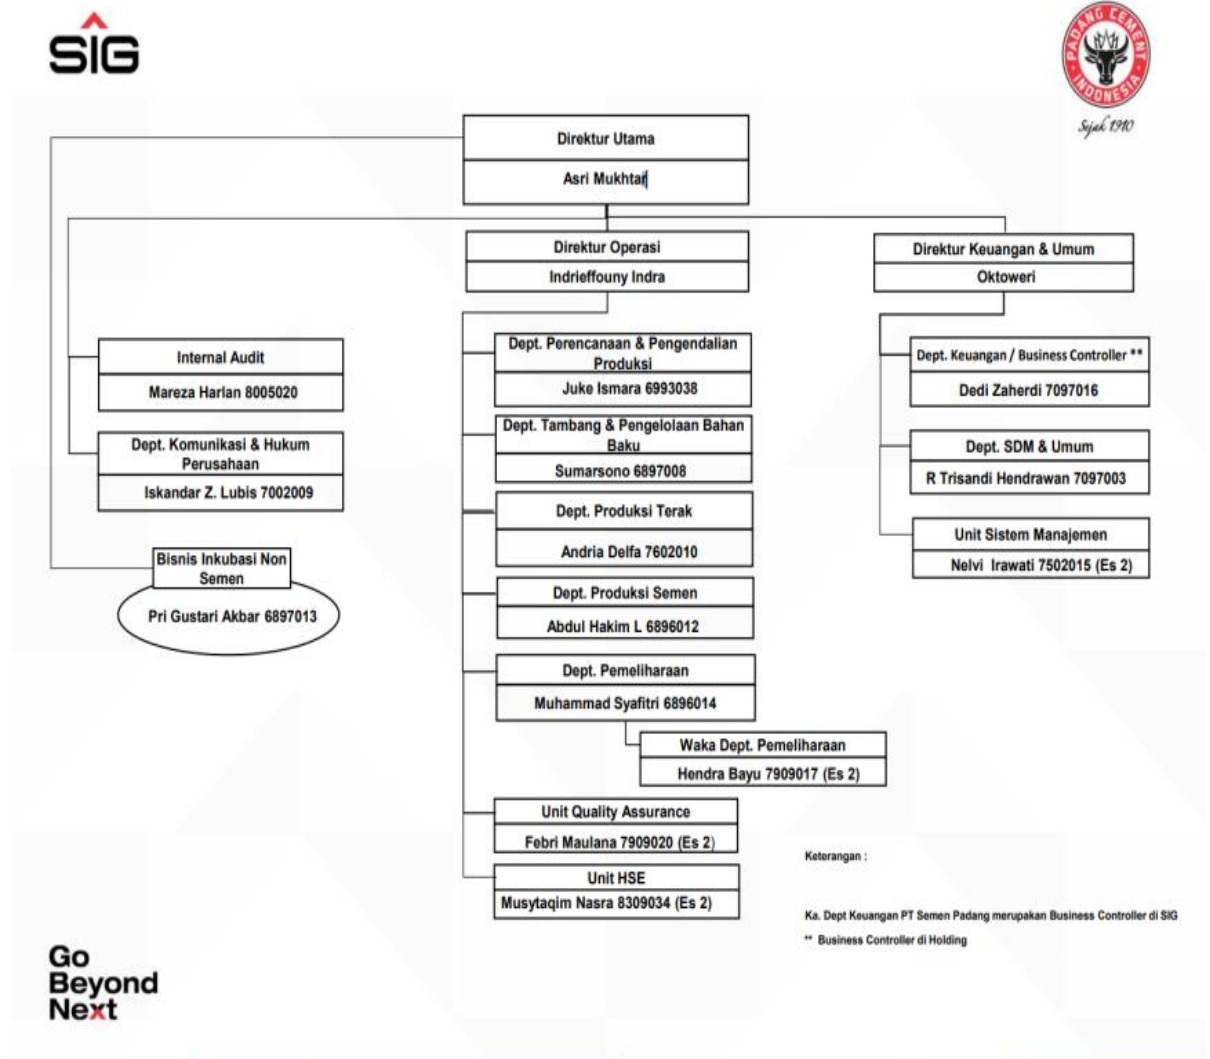 SIG
PADANG CEMENT INDONESIA
Sejak 1910
Direktur Utama
Asri Mukhtar
Direktur Operasi
Indrieffouny Indra
Direktur Keuangan & Umum
Oktoweri
Internal Audit
Mareza Harlan 8005020
Dept. Komunikasi & Hukum
Perusahaan
Iskandar Z. Lubis 7002009
Bisnis Inkubasi Non
Semen
Pri Gustari Akbar 6897013
Dept. Perencanaan & Pengendalian
Produksi
Juke Ismara 6993038
Dept. Tambang & Pengelolaan Bahan
Baku
Sumarsono 6897008
Dept. Produksi Terak
Andria Delfa 7602010
Dept. Produksi Semen
Abdul Hakim L 6896012
Dept. Pemeliharaan
Muhammad Syafitri 6896014
Waka Dept. Pemeliharaan
Hendra Bayu 7909017 (Es 2)
Unit Quality Assurance
Febri Maulana 7909020 (Es 2)
Unit HSE
Musytaqim Nasra 8309034 (Es 2)
Dept. Keuangan / Business Controller **
Dedi Zaherdi 7097016
Dept. SDM & Umum
R Trisandi Hendrawan 7097003
Unit Sistem Manajemen
Nelvi Irawati 7502015 (Es 2)
Keterangan :
Ka. Dept Keuangan PT Semen Padang merupakan Business Controller di SIG
** Business Controller di Holding
Go
Beyond
Next